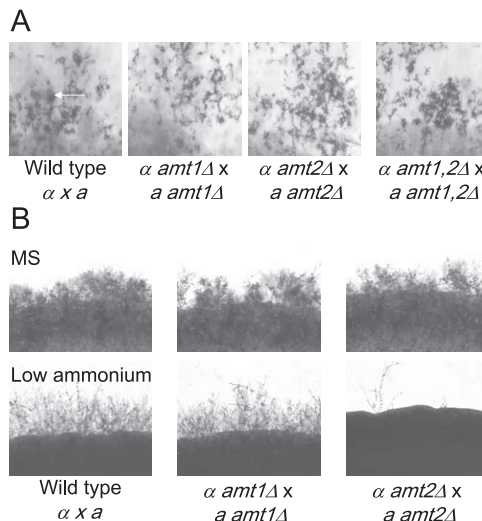 A
Wild type
α x a
α amt1Δ x
a amt1Δ
α amt2Δ x
a amt2Δ
α amt1,2Δ x
a amt1,2Δ
B
MS
Low ammonium
Wild type
α x a
α amt1Δ x
a amt1Δ
α amt2Δ x
a amt2Δ